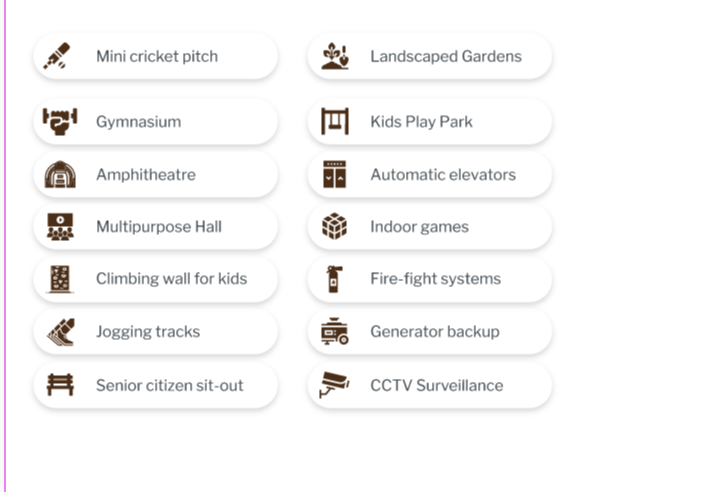 Mini cricket pitch
Landscaped Gardens
Gymnasium
Kids Play Park
Amphitheatre
Automatic elevators
Multipurpose Hall
Indoor games
Climbing wall for kids
Fire-fight systems
Jogging tracks
Generator backup
Senior citizen sit-out
CCTV Surveillance